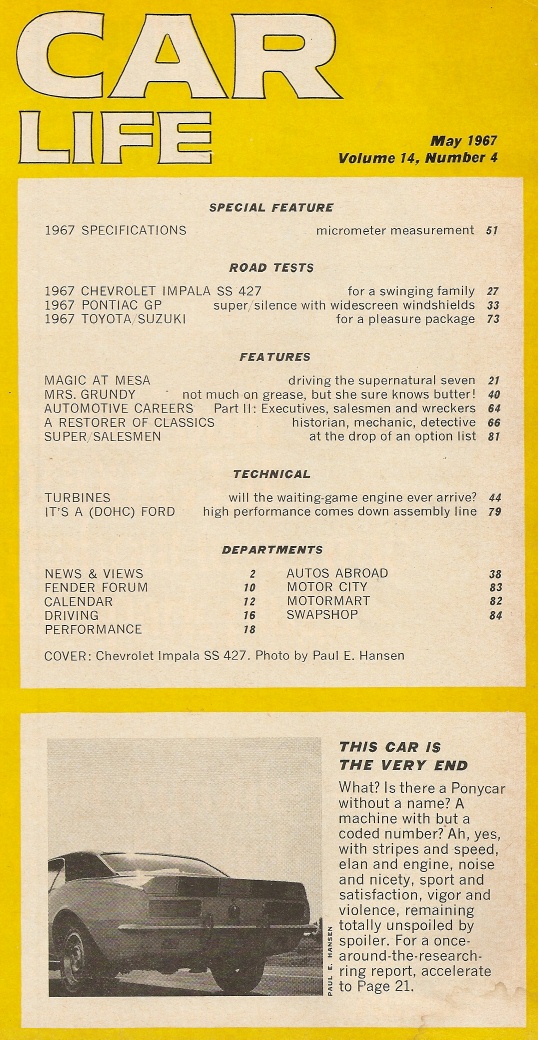 CAR
LIFE
May 1967
Volume 14, Number 4
SPECIAL FEATURE
1967 SPECIFICATIONS micrometer measurement 51
ROAD TESTS
1967 CHEVROLET IMPALA SS 427 for a swinging family 27
1967 PONTIAC GP super/silence with widescreen windshields 33
1967 TOYOTA/SUZUKI for a pleasure package 73
FEATURES
MAGIC AT MESA driving the supernatural seven 21
MRS. GRUNDY not much on grease, but she sure knows butter! 40
AUTOMOTIVE CAREERS Part II: Executives, salesmen and wreckers 64
A RESTORER OF CLASSICS historian, mechanic, detective 66
SUPER/SALESMEN at the drop of an option list 81
TECHNICAL
TURBINES will the waiting-game engine ever arrive? 44
IT'S A (DOHC) FORD high performance comes down assembly line 79
DEPARTMENTS
NEWS & VIEWS 2
FENDER FORUM 10
CALENDAR 12
DRIVING 16
PERFORMANCE 18
AUTOS ABROAD 38
MOTOR CITY 83
MOTORMART 82
SWAPSHOP 84
COVER: Chevrolet Impala SS 427. Photo by Paul E. Hansen
PAUL E. HANSEN
THIS CAR IS
THE VERY END
What? Is there a Ponycar
without a name? A
machine with but a
coded number? Ah, yes,
with stripes and speed,
elan and engine, noise
and nicety, sport and
satisfaction, vigor and
violence, remaining
totally unspoiled by
spoiler. For a once-
around-the-research-
ring report, accelerate
to Page 21.